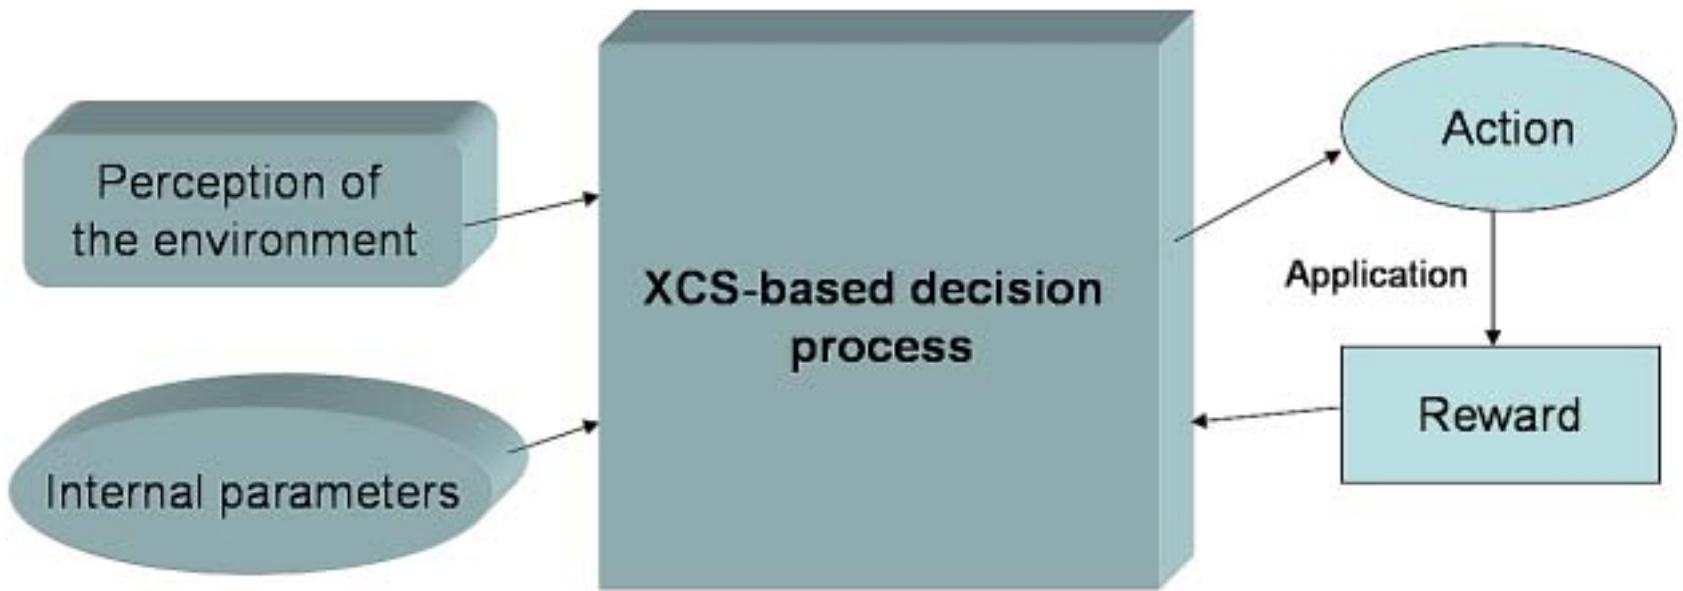 Perception of
the environment
Internal parameters
XCS-based decision
process
Action
Application
Reward